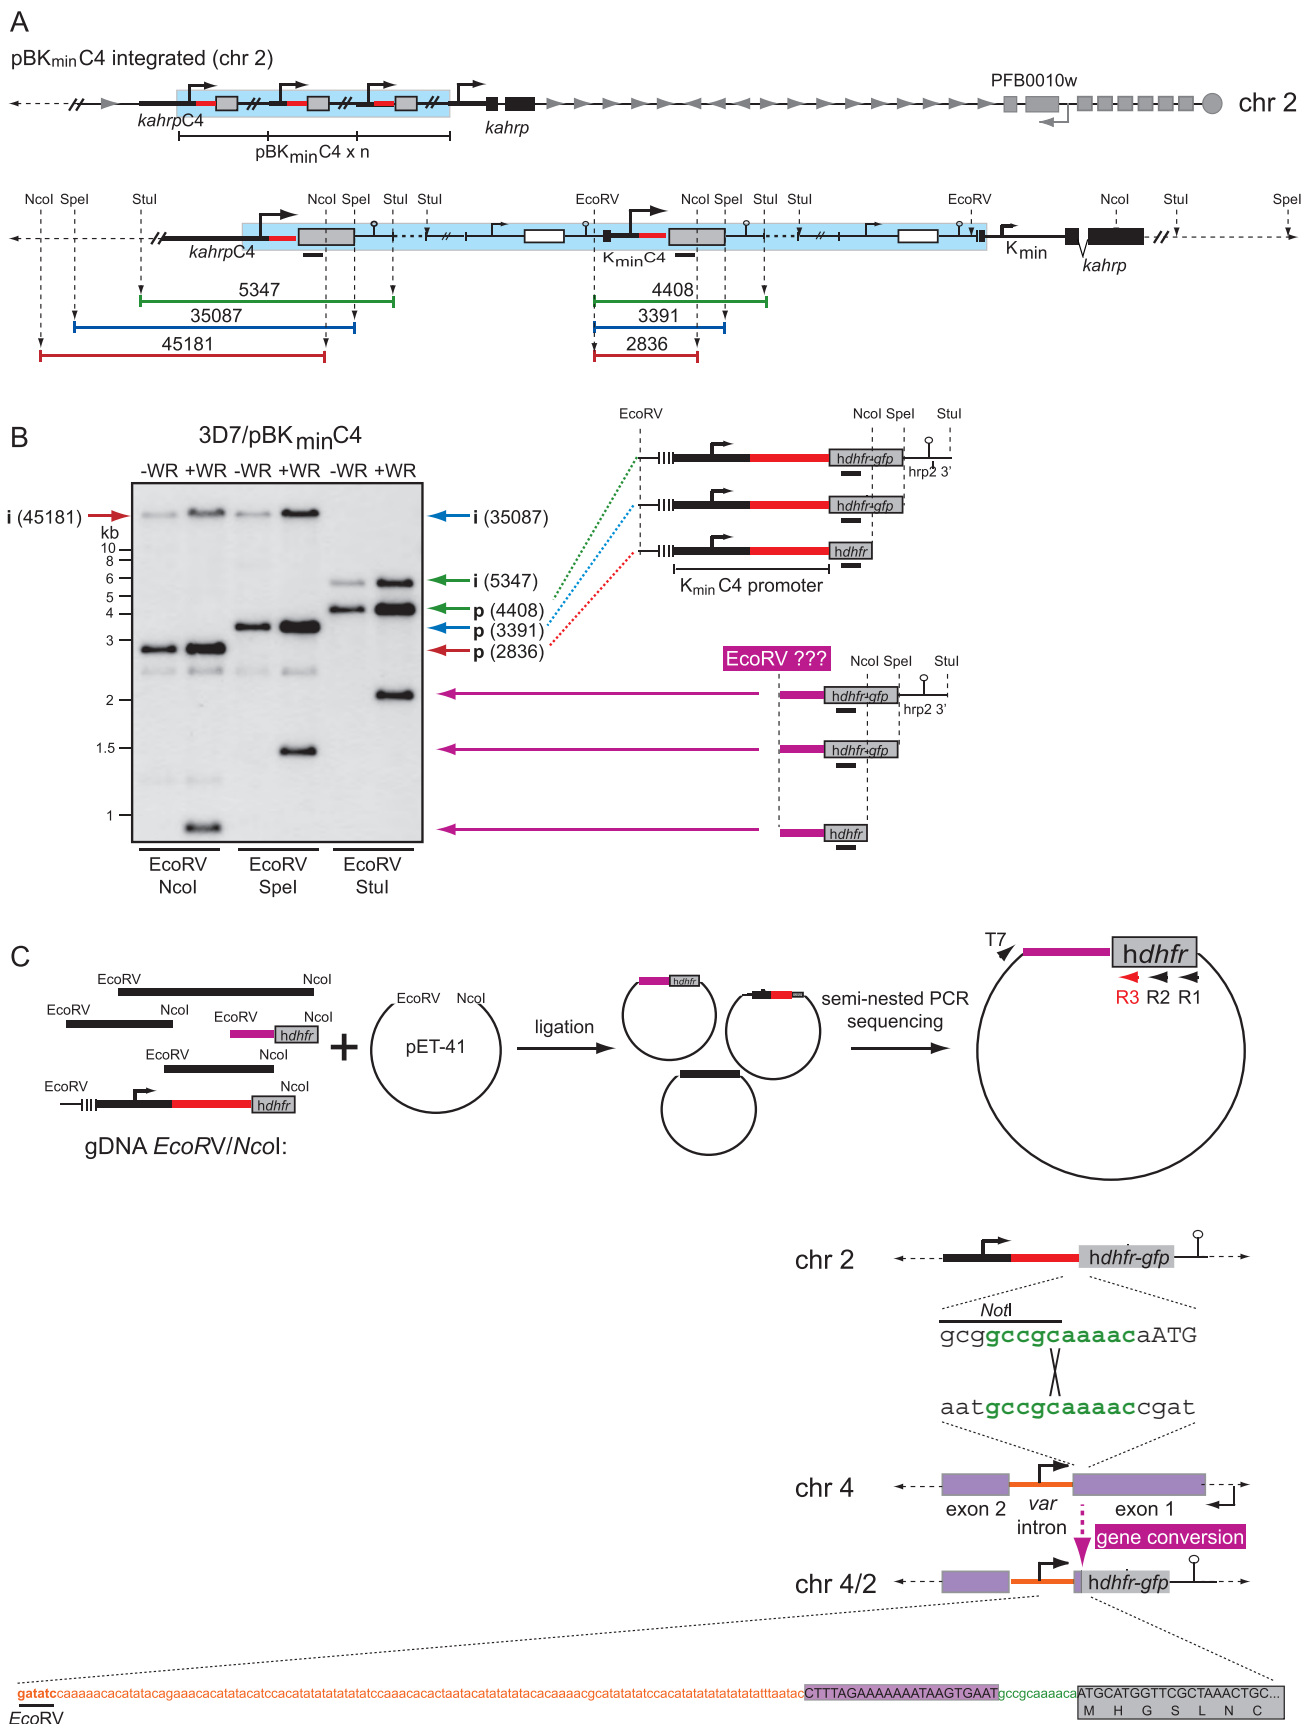 A
pBKminC4 integrated (chr 2)
PFB0010w
chr 2
kahrpC4
kahrp
pBKminC4 x n
NcoI SpeI StuI NcoI SpeI StuI StuI EcoRV NcoI SpeI StuI StuI EcoRV NcoI StuI SpeI
kahrpC4 KminC4 Kmin kahrp
5347 4408
35087 3391
45181 2836
B
3D7/pBKminC4
-WR +WR -WR +WR -WR +WR
i (45181)
kb
10
8
6
5
4
3
2
1.5
1
i (35087)
i (5347)
p (4408)
p (3391)
p (2836)
EcoRV
NcoI
EcoRV
SpeI
EcoRV
StuI
EcoRV NcoI SpeI StuI
hdhfr-gfp
hrp2 3'
hdhfr-gfp
hdhfr
Kmin C4 promoter
EcoRV ???
NcoI SpeI StuI
hdhfr-gfp
hrp2 3'
hdhfr-gfp
hdhfr
C
EcoRV NcoI
EcoRV NcoI
EcoRV NcoI
hdhfr
EcoRV NcoI
EcoRV NcoI
hdhfr
gDNA EcoRV/NcoI:
+
EcoRV NcoI
pET-41
ligation
hdhfr
hdhfr
semi-nested PCR
sequencing
T7
hdhfr
R3 R2 R1
chr 2
hdhfr-gfp
NotI
gcggccgcaaaacaATG
aatgccgcaaaaccgat
chr 4
exon 2 var intron exon 1
gene conversion
chr 4/2
hdhfr-gfp
EcoRV
M H G S L N C